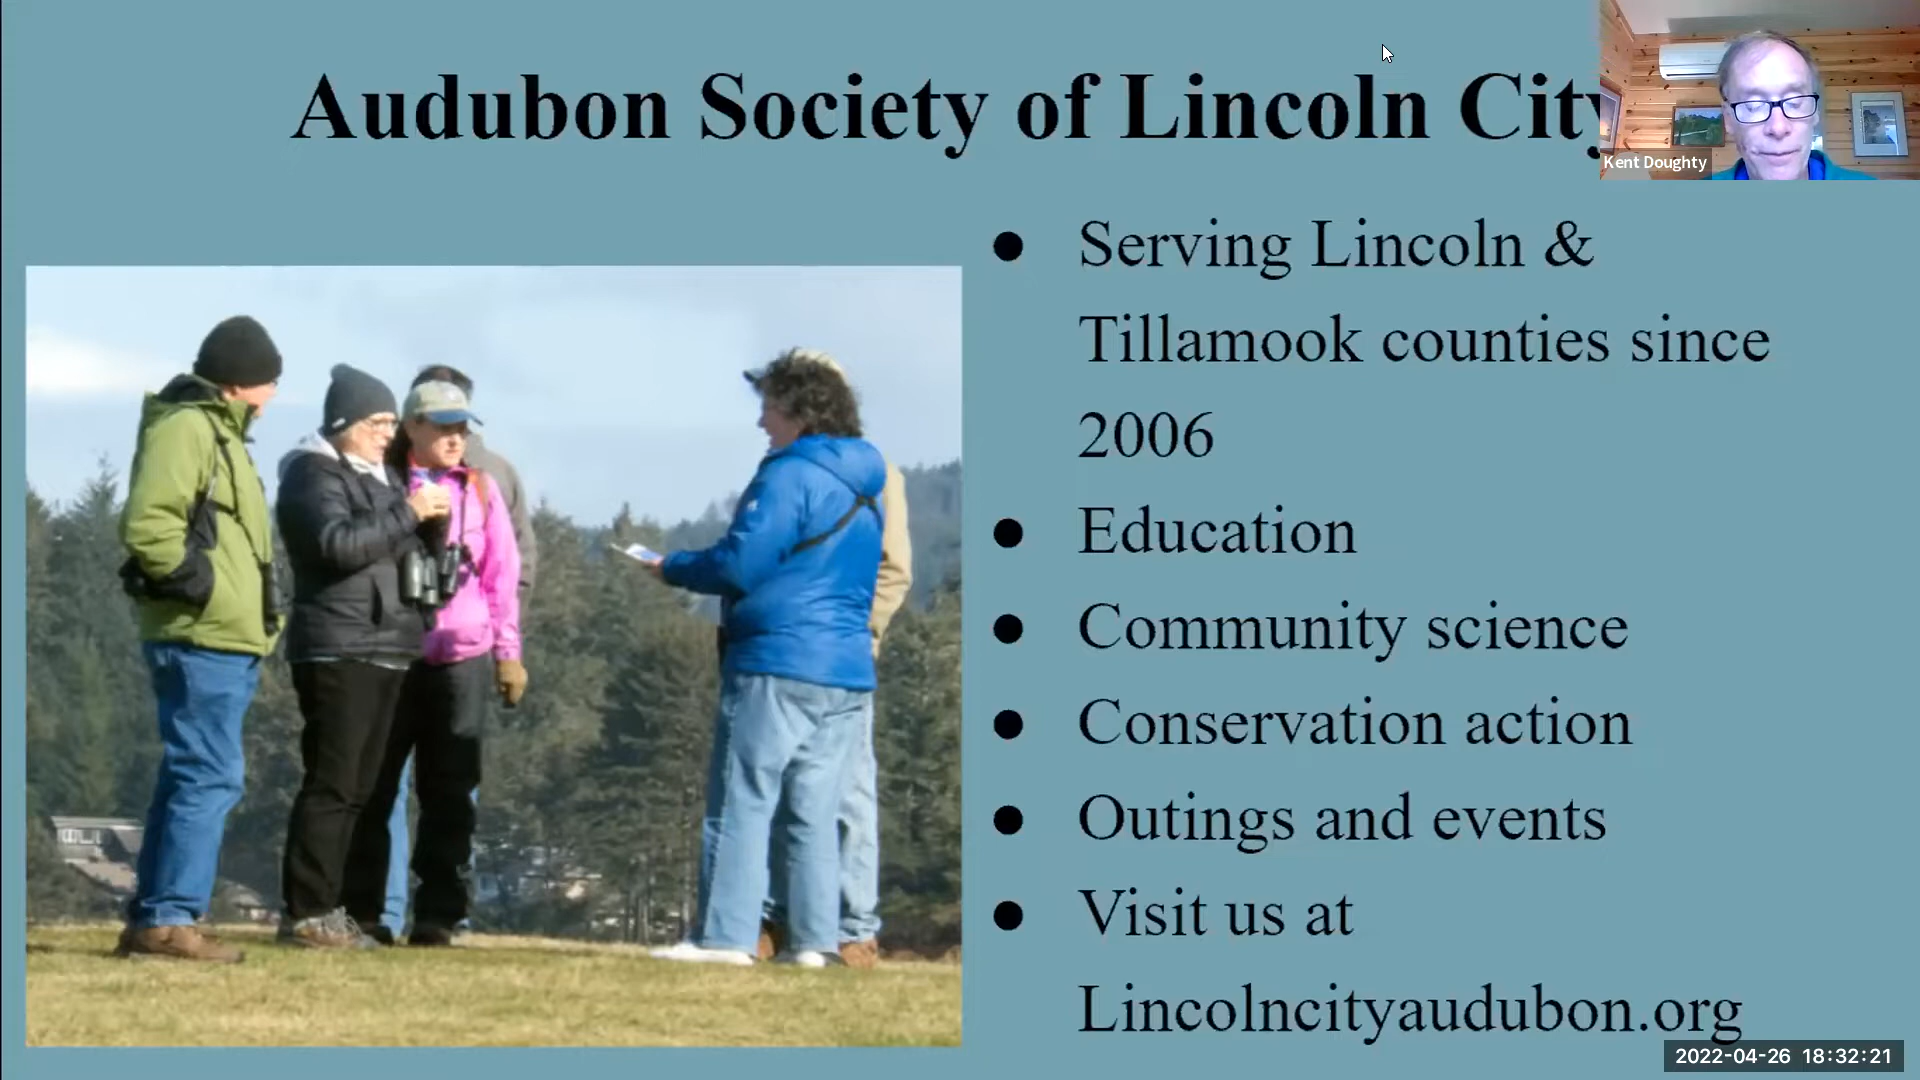 Audubon Society of Lincoln City
Kent Doughty
● Serving Lincoln &
Tillamook counties since
2006
● Education
● Community science
● Conservation action
● Outings and events
● Visit us at
Lincolncityaudubon.org
2022-04-26 18:32:21